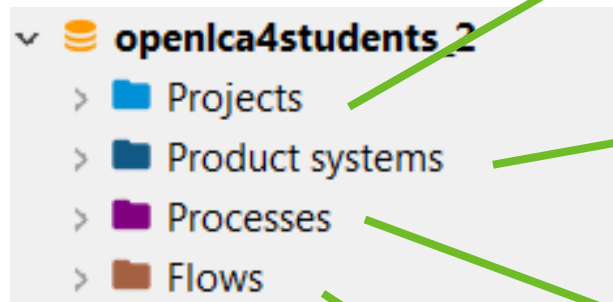 openlca4students_2
Projects
Product systems
Processes
Flows